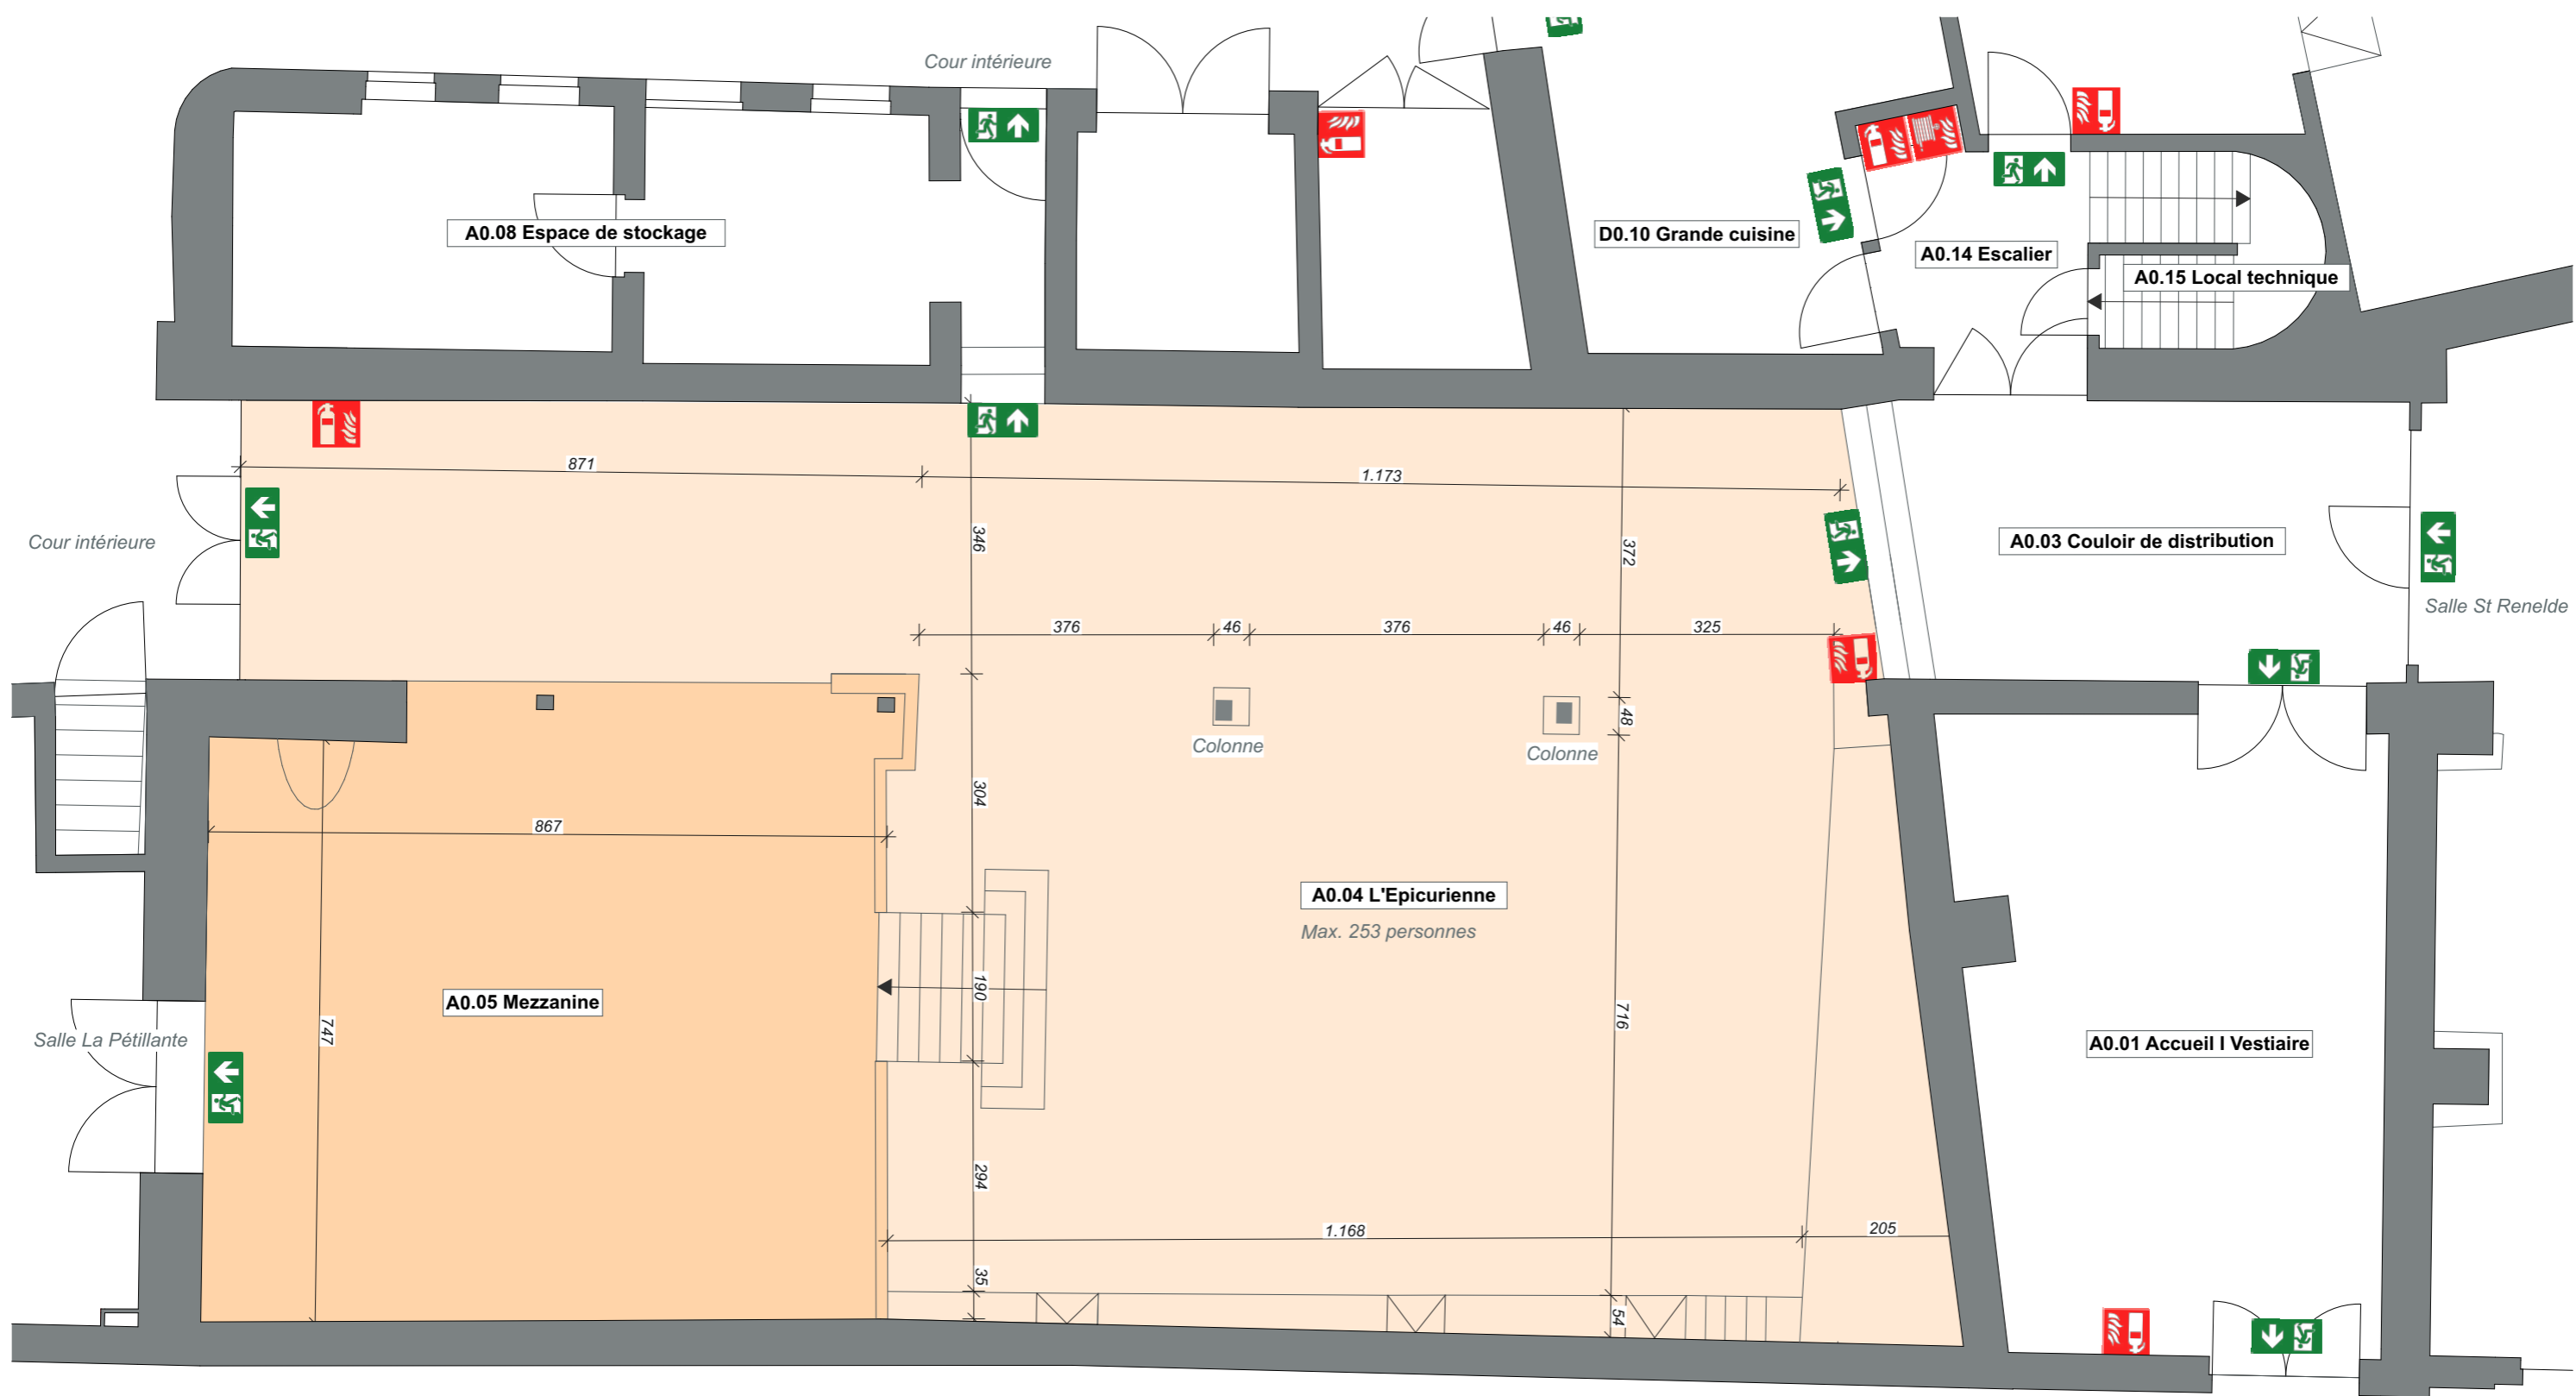 Cour intérieure
A0.08 Espace de stockage
D0.10 Grande cuisine
A0.14 Escalier
A0.15 Local technique
871
1.173
346
372
Cour intérieure
A0.03 Couloir de distribution
Salle St Renelde
376
46
376
46
325
48
Colonne
Colonne
304
867
A0.04 L'Epicurienne
Max. 253 personnes
190
A0.05 Mezzanine
747
716
Salle La Pétillante
A0.01 Accueil I Vestiaire
294
1.168
205
35
54